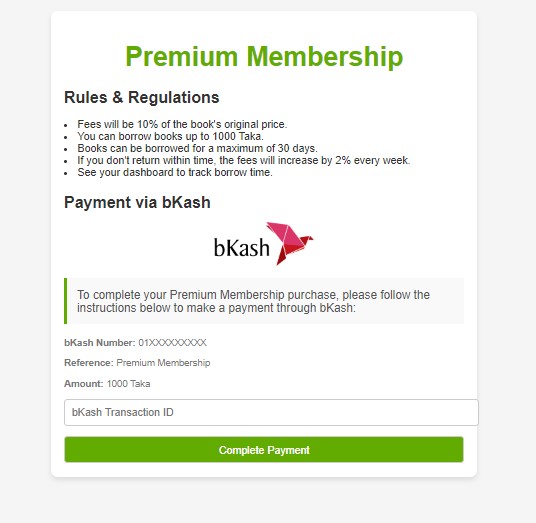 Premium Membership
Rules & Regulations
• Fees will be 10% of the book's original price.
• You can borrow books up to 1000 Taka.
• Books can be borrowed for a maximum of 30 days.
• If you don't return within time, the fees will increase by 2% every week.
• See your dashboard to track borrow time.
Payment via bKash
bKash
To complete your Premium Membership purchase, please follow the
instructions below to make a payment through bKash:
bKash Number: 01XXXXXXXXX
Reference: Premium Membership
Amount: 1000 Taka
bKash Transaction ID
Complete Payment